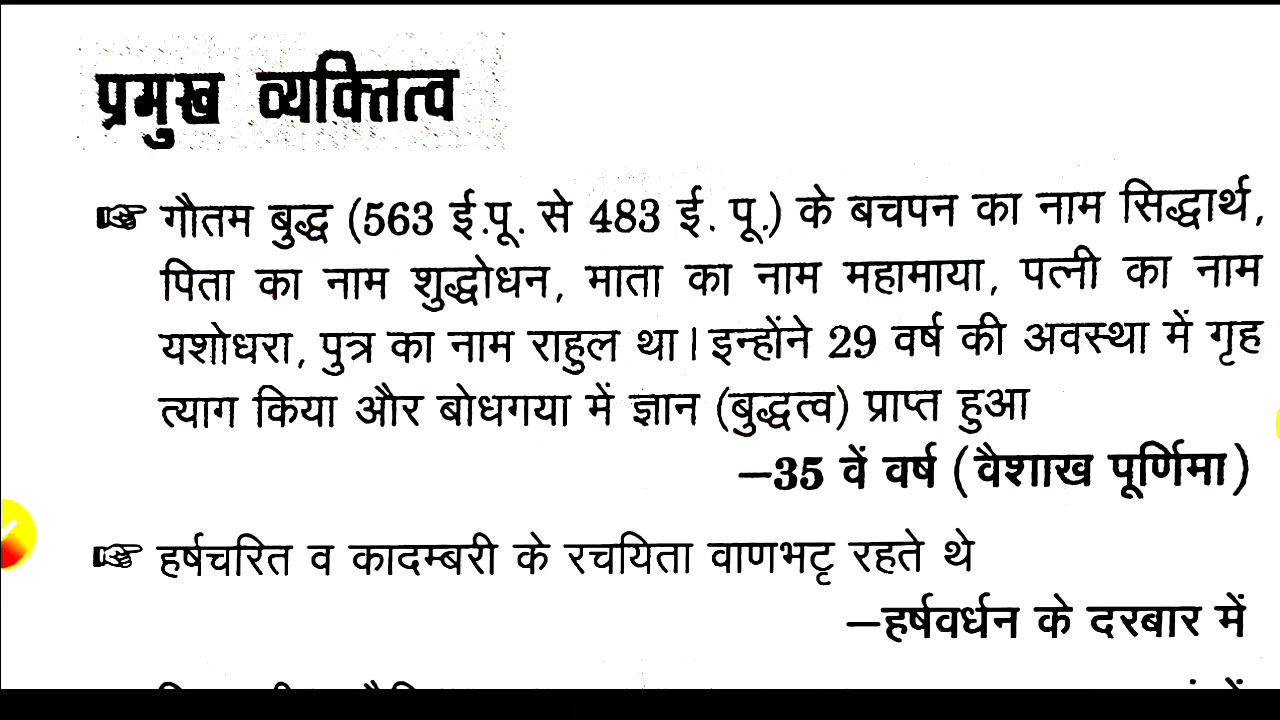 प्रमुख व्यक्तित्व
गौतम बुद्ध (563 ई.पू. से 483 ई. पू.) के बचपन का नाम सिद्धार्थ,
पिता का नाम शुद्धोधन, माता का नाम महामाया, पत्नी का नाम
यशोधरा, पुत्र का नाम राहुल था। इन्होंने 29 वर्ष की अवस्था में गृह
त्याग किया और बोधगया में ज्ञान (बुद्धत्व) प्राप्त हुआ
–35 वें वर्ष (वैशाख पूर्णिमा)
हर्षचरित व कादम्बरी के रचयिता वाणभटृ रहते थे
–हर्षवर्धन के दरबार में